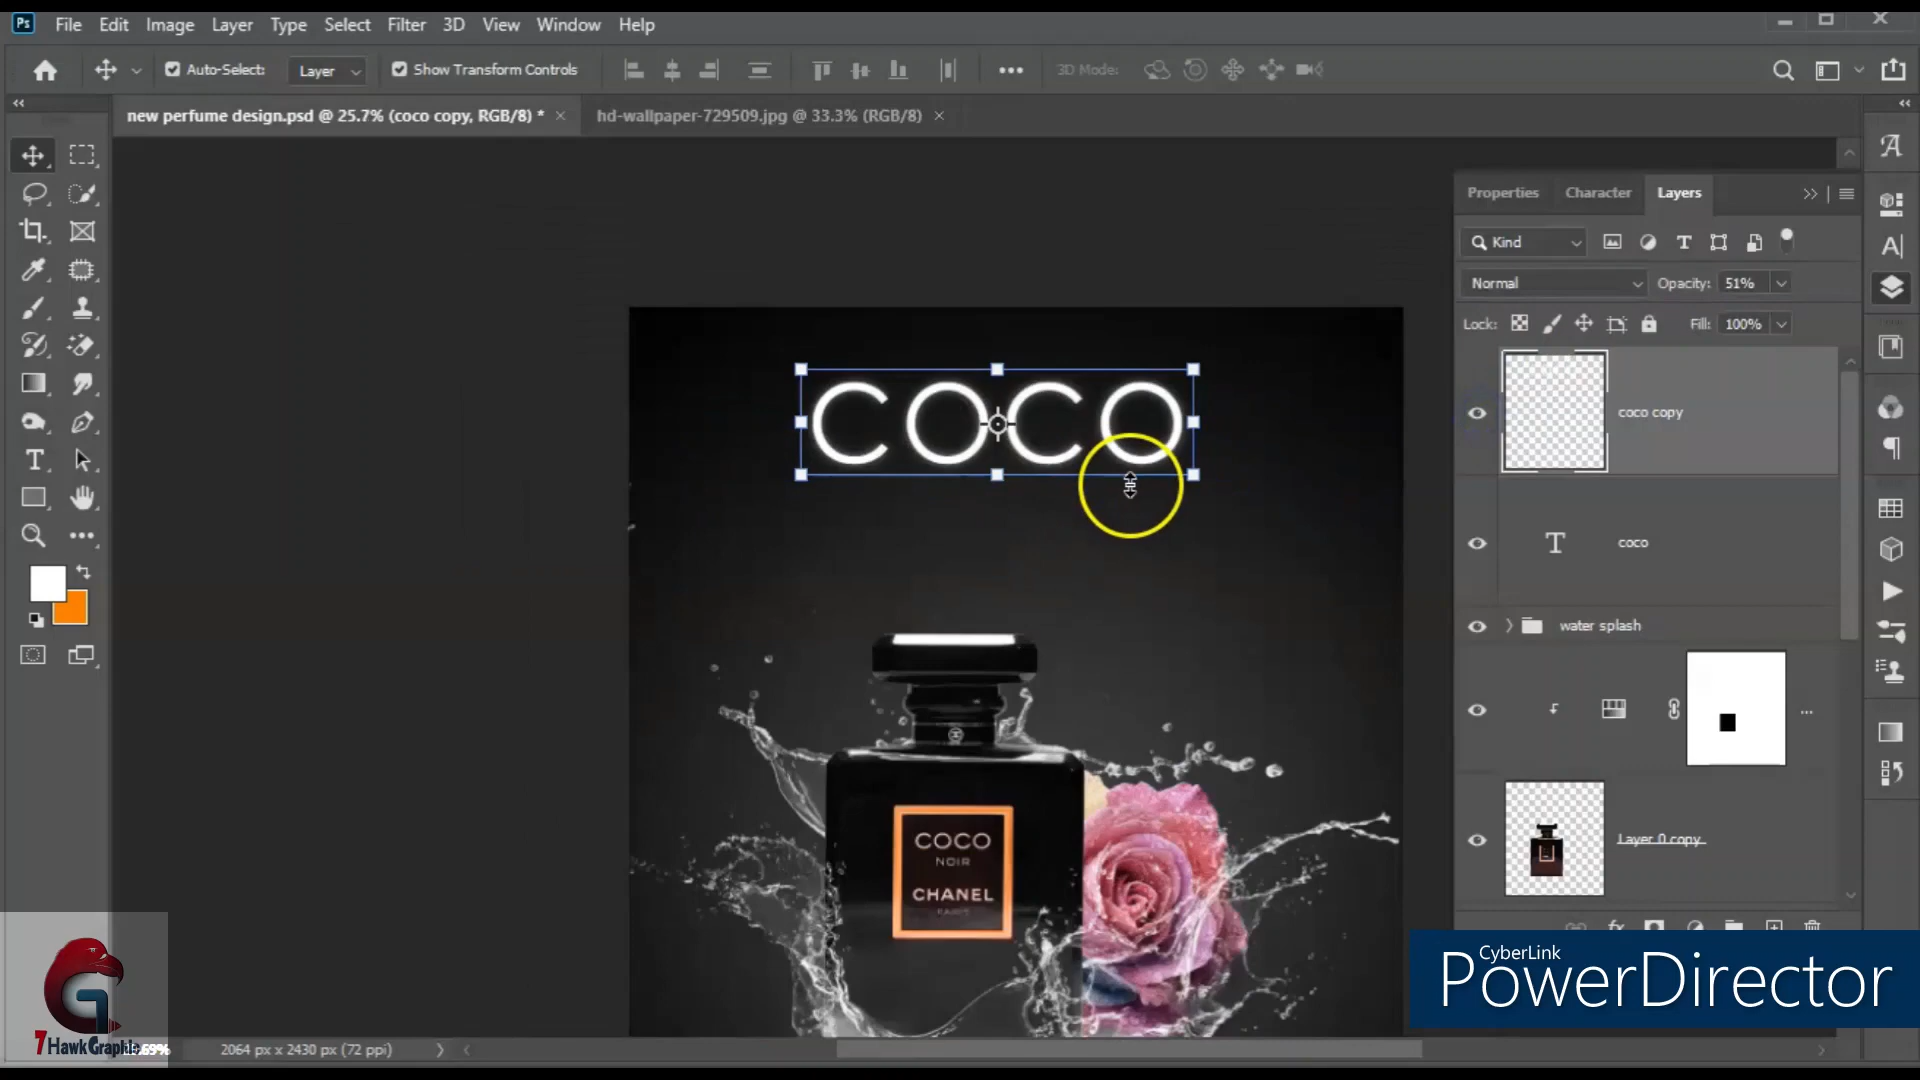 Ps File Edit Image Layer Type Select Filter 3D View Window Help
Auto-Select: Layer Show Transform Controls 3D Mode:
new perfume design.psd @ 25.7% (coco copy, RGB/8) * × hd-wallpaper-729509.jpg @ 33.3% (RGB/8) ×
Properties Character Layers
Kind
Normal Opacity: 51%
Lock: Fill: 100%
COCO
coco copy
coco
water splash
COCO
NOIR
CHANEL
PARIS
Layer 0 copy
CyberLink
PowerDirector
7HawkGraphic
2064 px x 2430 px (72 ppi)